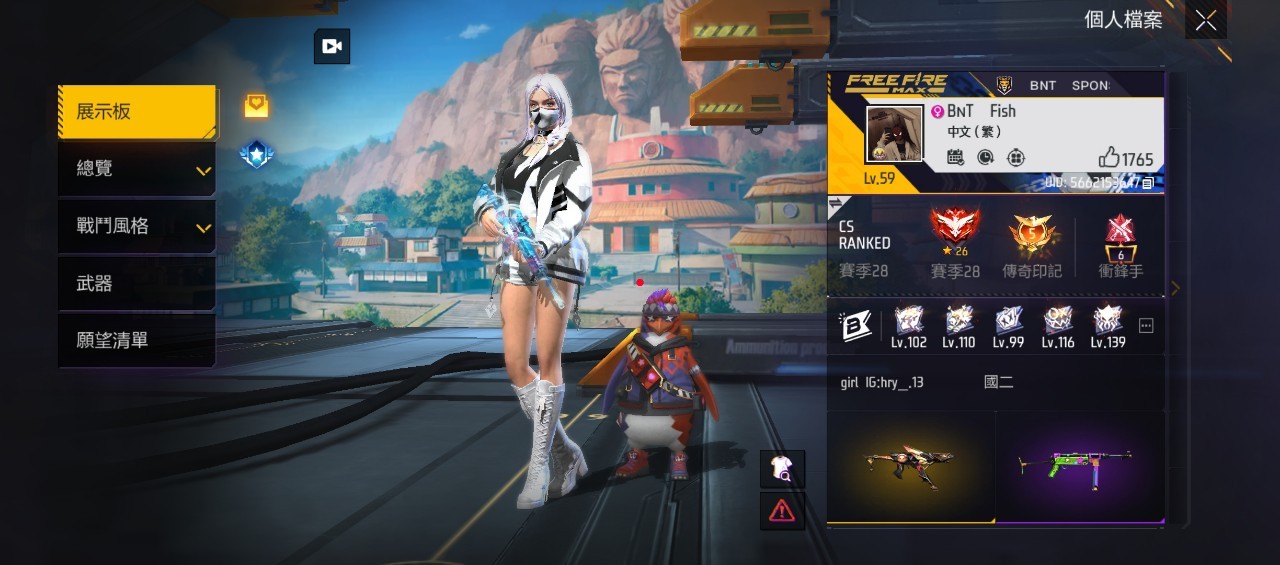 個人檔案
展示板
總覽
戰鬥風格
武器
願望清單
FREE FIRE
MAX
BNT SPON
BNT Fish
中文(繁)
1765
Lv.59
CS
RANKED
賽季28
26
賽季28
5
傳奇印記
6
衝鋒手
Lv.102 Lv.110 Lv.99 Lv.116 Lv.139
girl IG:hry__.13 國二